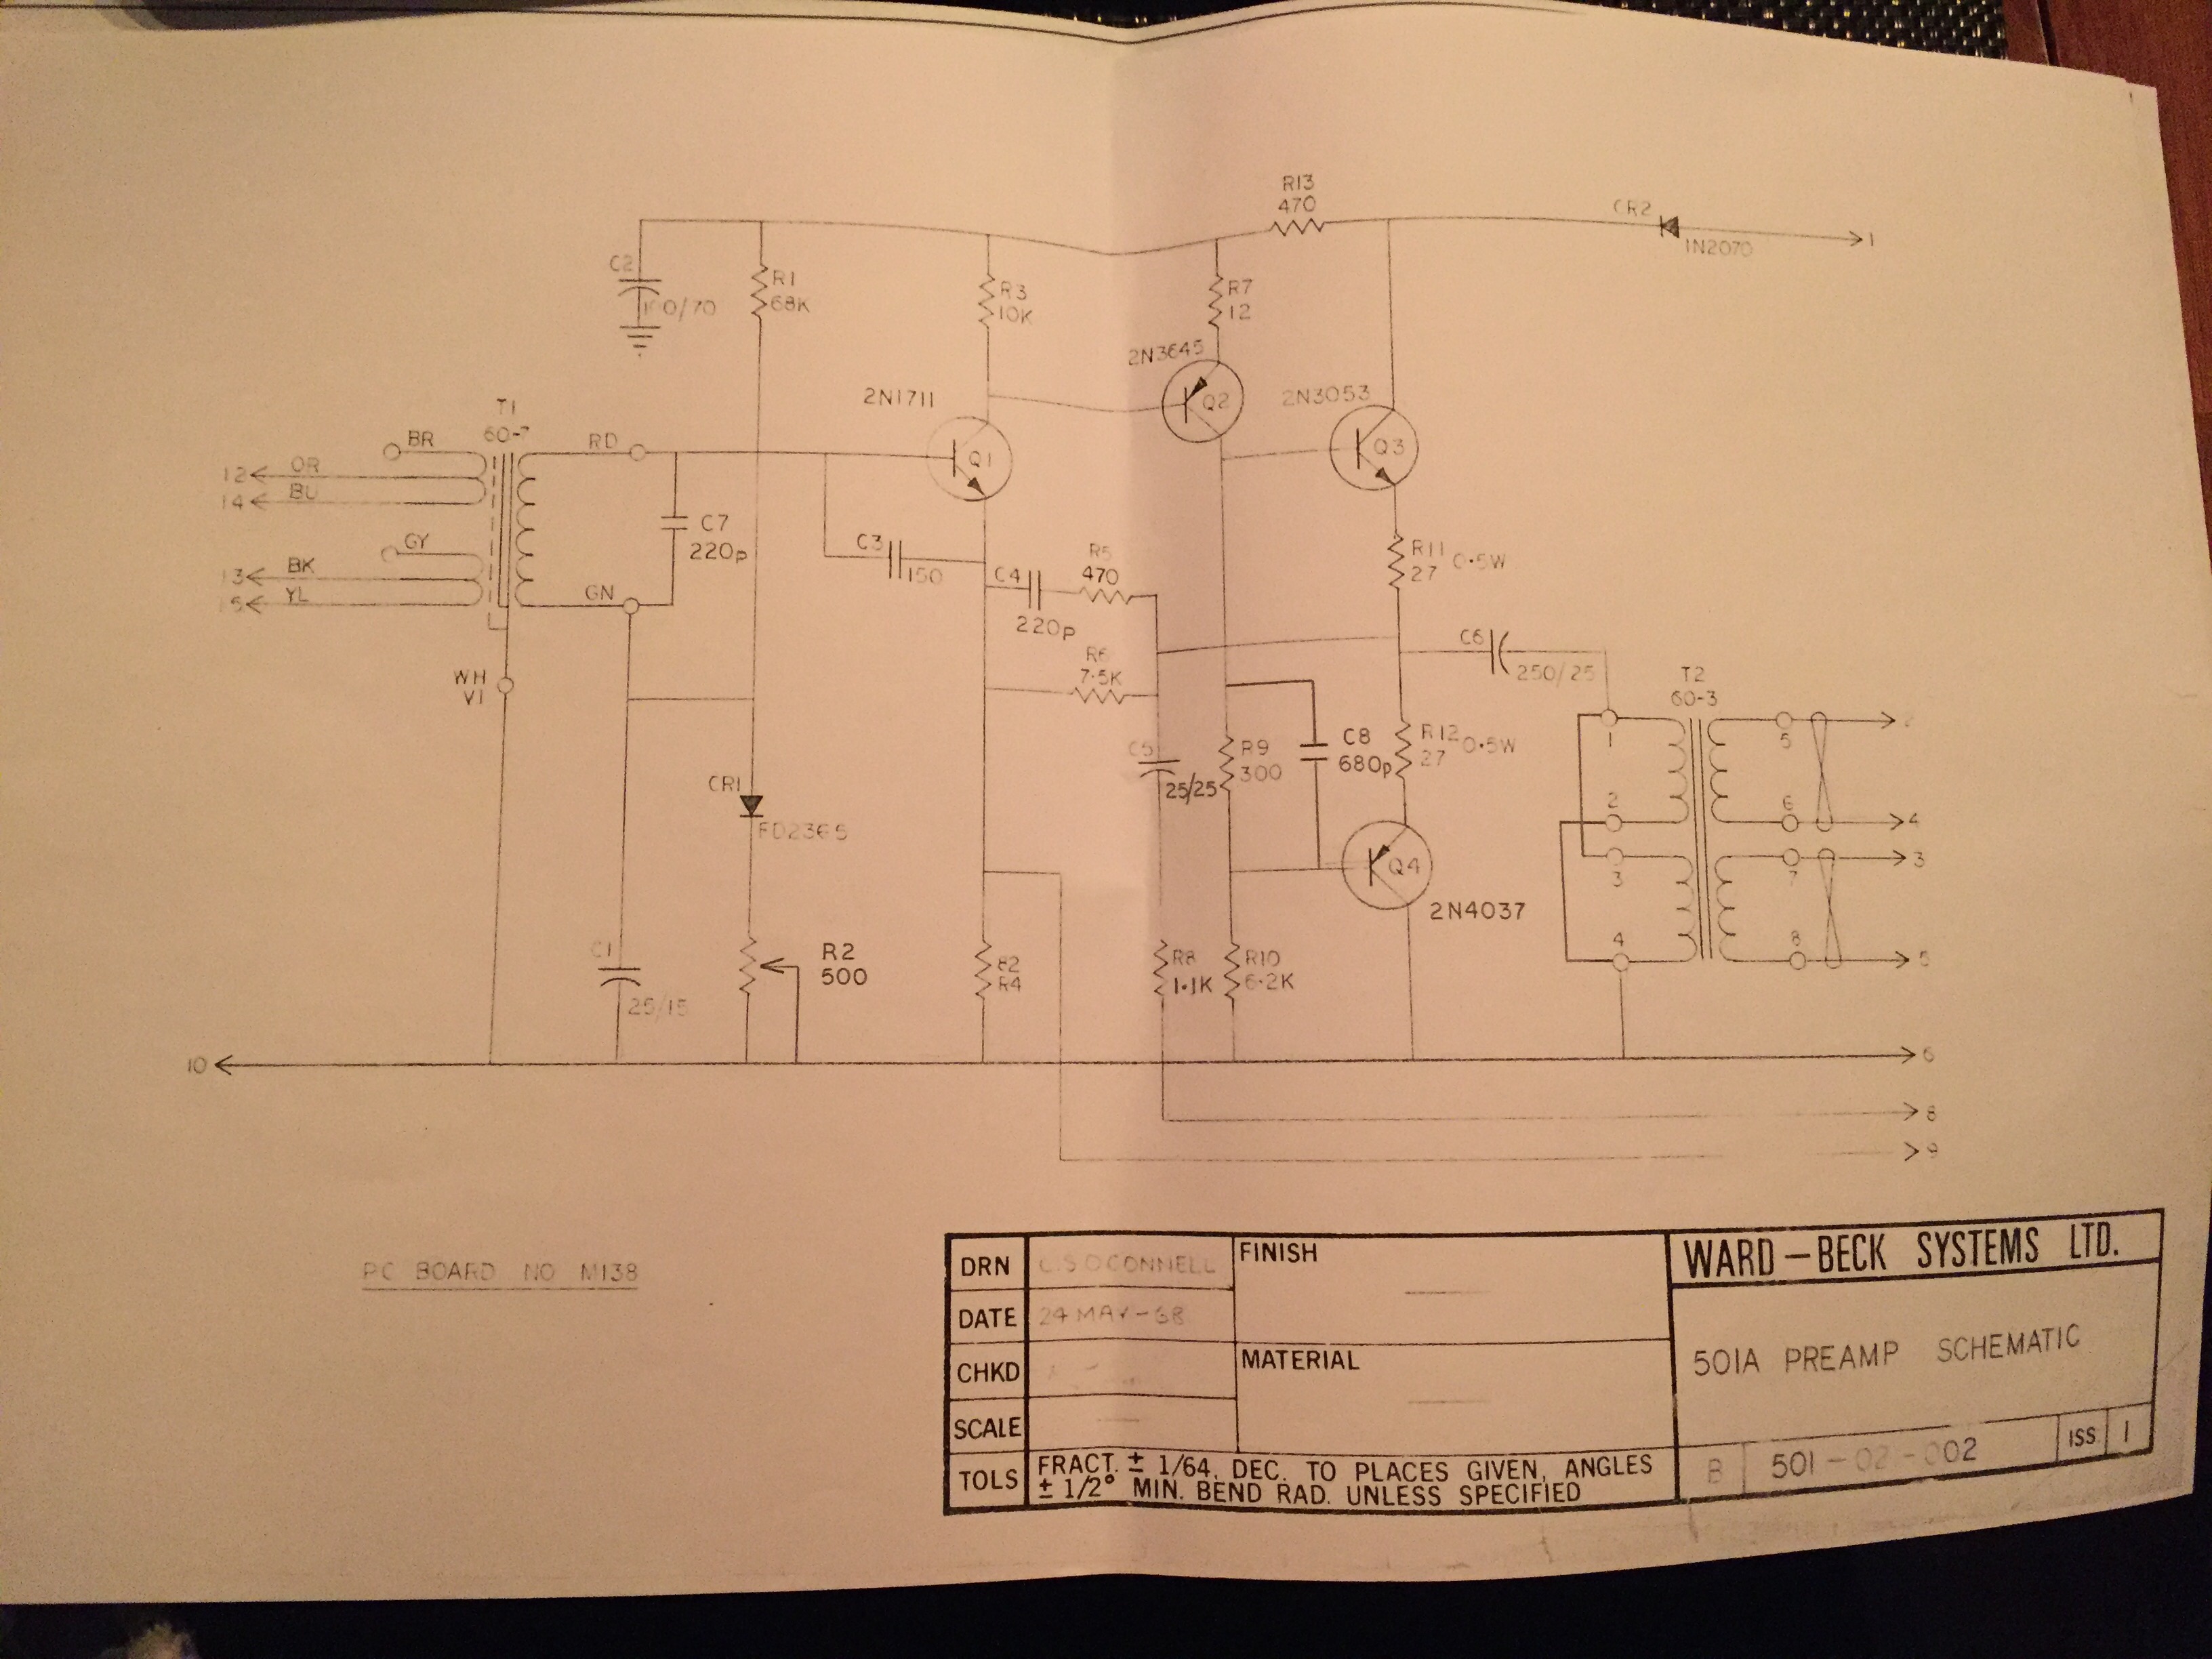 R13
470
CR2
1N2070
1
C2
0/70
R1
68K
R3
10K
R7
12
2N3645
Q2
2N1711
Q1
2N3053
Q3
T1
60-7
BR
RD
12
OR
14
BU
GY
13
BK
YL
GN
WH
V1
C7
220p
C3
150
C4
220p
R5
470
R6
7.5K
R11 0.5W
27
C6
250/25
T2
60-3
C5
25/25
R9
300
C8
680p
R12 0.5W
27
CR1
Q4
2N4037
1
2
3
4
5
6
7
8
4
3
5
C1
25/15
R2
500
82
R4
R8
1.1K
R10
6.2K
10
6
8
9
PC BOARD NO M138
DRN L.S OCONNELL
DATE 24 MAY-68
CHKD
SCALE
TOLS FRACT. ± 1/64, DEC. TO PLACES GIVEN, ANGLES
± 1/2° MIN. BEND RAD. UNLESS SPECIFIED
FINISH
MATERIAL
WARD-BECK SYSTEMS LTD.
501A PREAMP SCHEMATIC
B 501-02-002 ISS 1